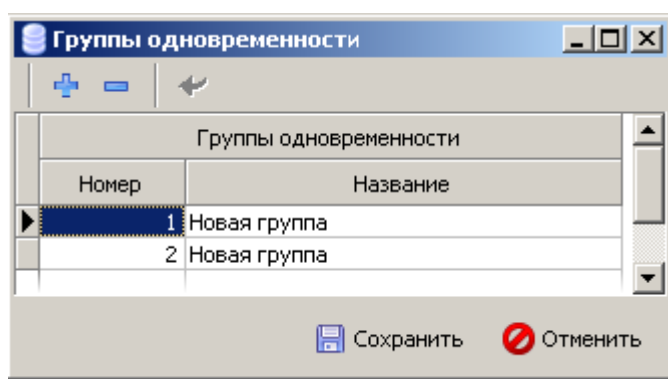 Группы одновременности
Группы одновременности
Номер Название
1 Новая группа
2 Новая группа
Сохранить Отменить